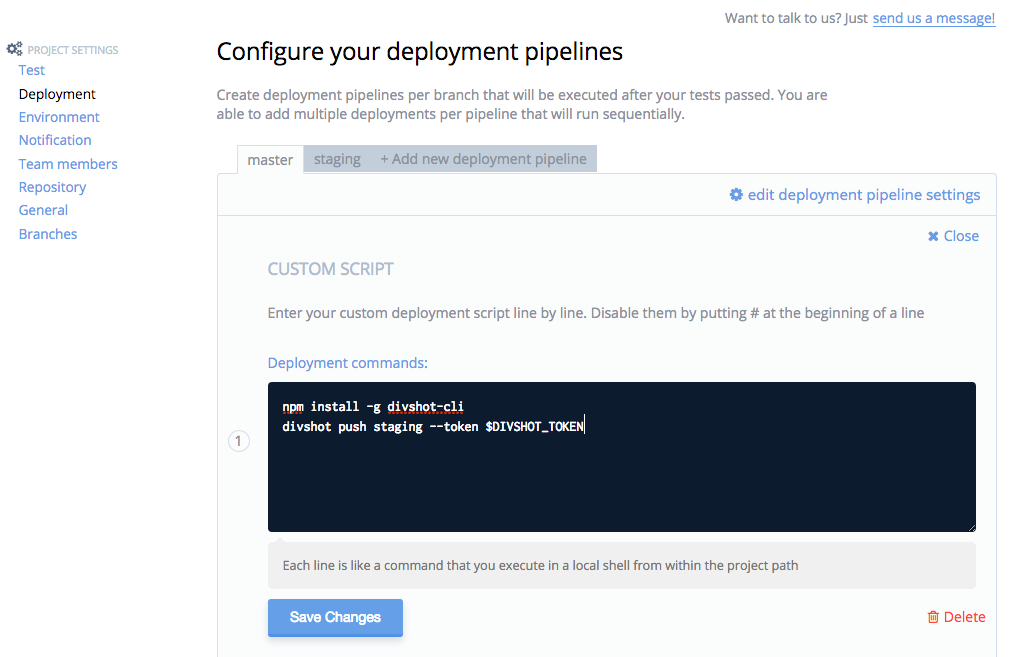 Want to talk to us? Just send us a message!
PROJECT SETTINGS
Test
Deployment
Environment
Notification
Team members
Repository
General
Branches
Configure your deployment pipelines
Create deployment pipelines per branch that will be executed after your tests passed. You are
able to add multiple deployments per pipeline that will run sequentially.
master staging + Add new deployment pipeline
edit deployment pipeline settings
Close
CUSTOM SCRIPT
Enter your custom deployment script line by line. Disable them by putting # at the beginning of a line
Deployment commands:
npm install -g divshot-cli
divshot push staging --token $DIVSHOT_TOKEN
1
Each line is like a command that you execute in a local shell from within the project path
Save Changes
Delete